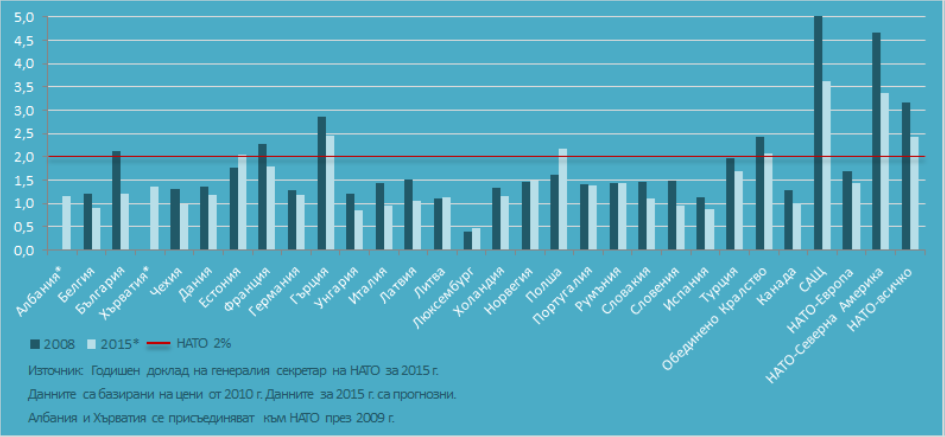 5,0
4,5
4,0
3,5
3,0
2,5
2,0
1,5
1,0
0,5
0,0
Албания*
Белгия
България
Хърватия*
Чехия
Дания
Естония
Франция
Германия
Гърция
Унгария
Италия
Латвия
Литва
Люксембург
Холандия
Норвегия
Полша
Португалия
Румъния
Словакия
Словения
Испания
Турция
Обединено Кралство
Канада
САЩ
НАТО-Европа
НАТО-Северна Америка
НАТО-всичко
2008 2015* НАТО 2%
Източник: Годишен доклад на генералия секретар на НАТО за 2015 г.
Данните са базирани на цени от 2010 г. Данните за 2015 г. са прогнозни.
Албания и Хърватия се присъединяват към НАТО през 2009 г.